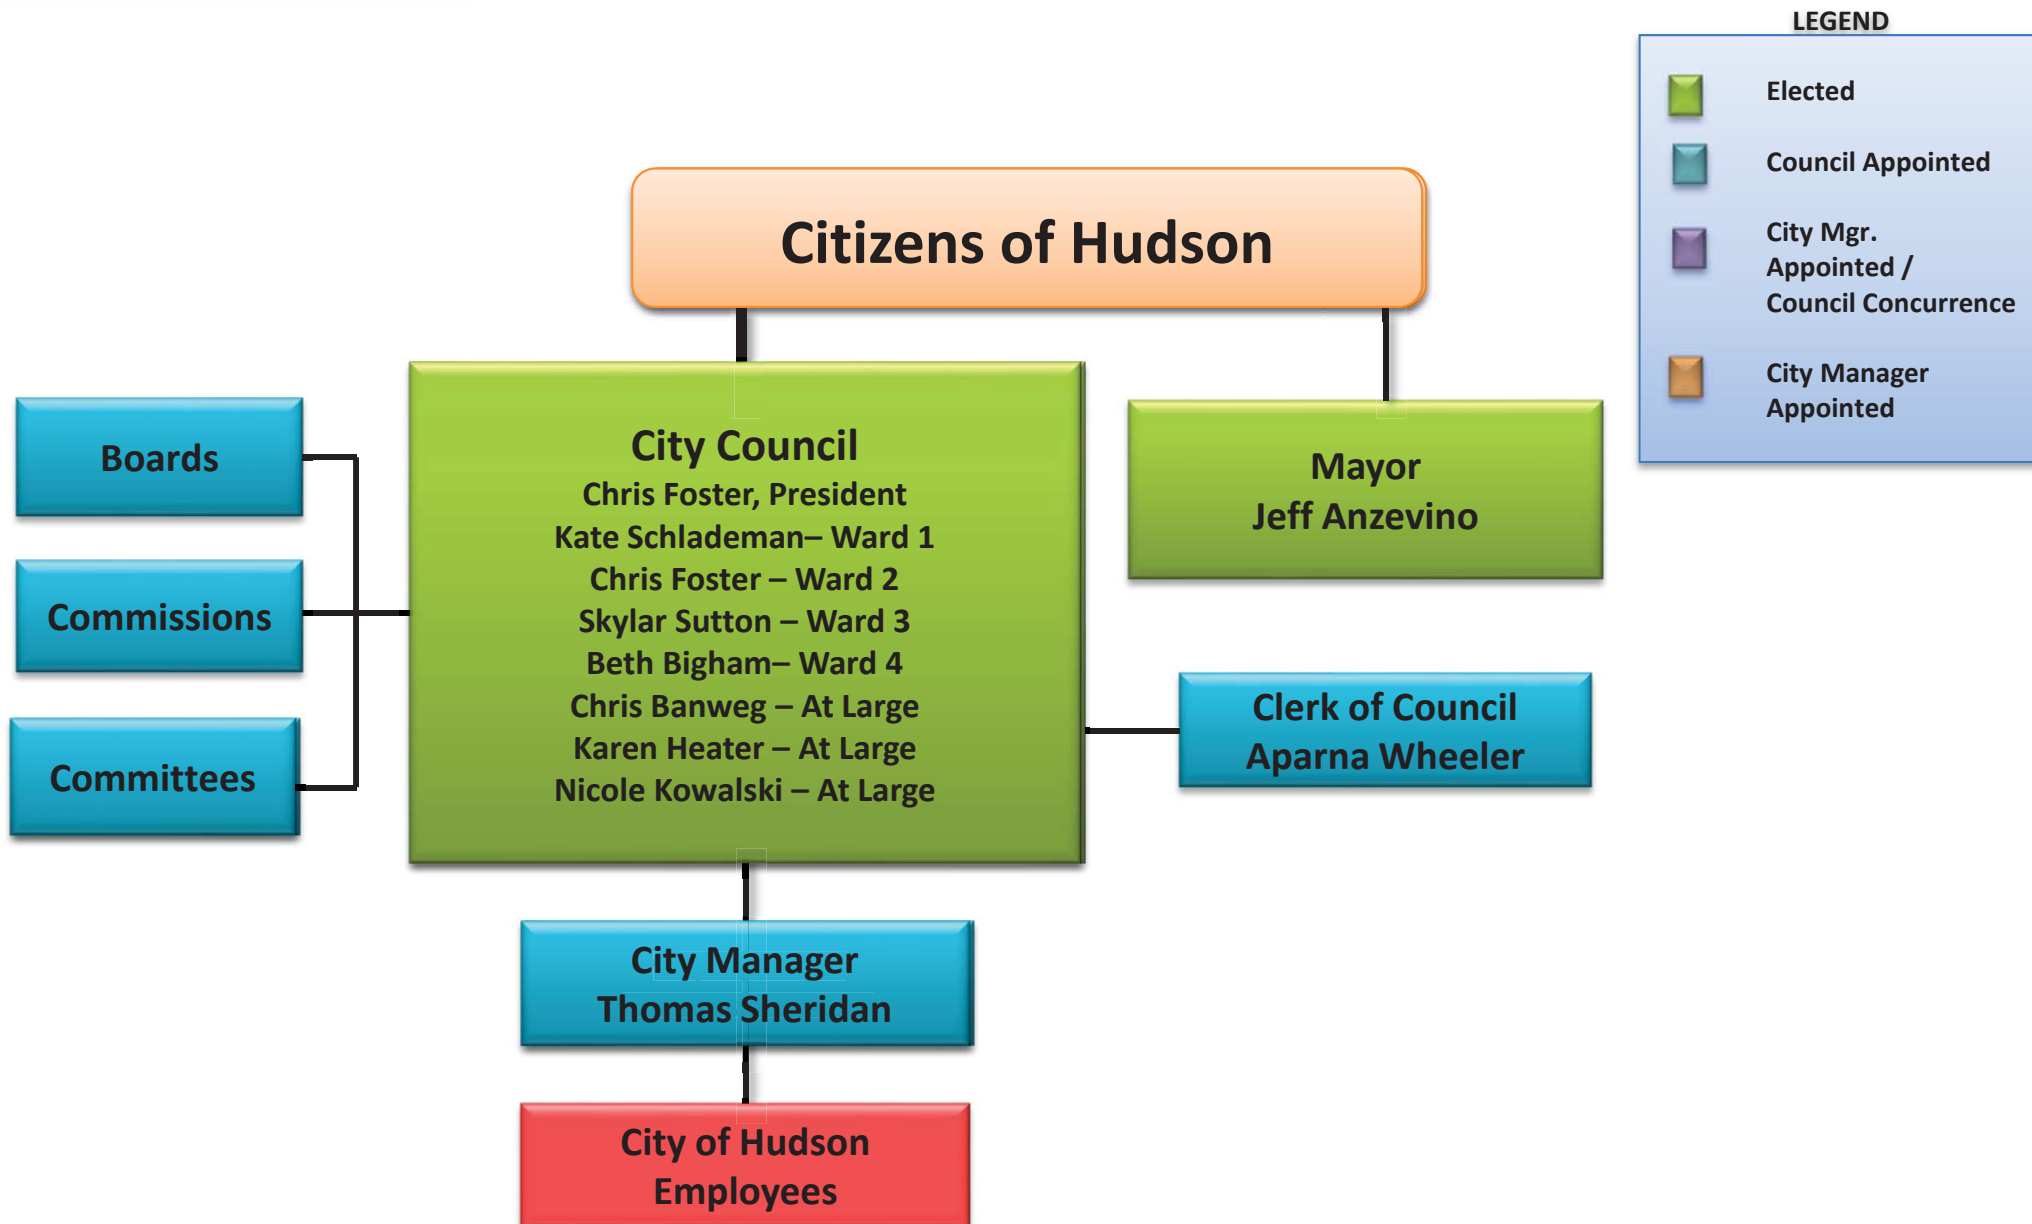 LEGEND
Elected
Council Appointed
City Mgr.
Appointed /
Council Concurrence
City Manager
Appointed
Citizens of Hudson
City Council
Chris Foster, President
Kate Schlademan– Ward 1
Chris Foster – Ward 2
Skylar Sutton – Ward 3
Beth Bigham– Ward 4
Chris Banweg – At Large
Karen Heater – At Large
Nicole Kowalski – At Large
Mayor
Jeff Anzevino
Boards
Commissions
Committees
Clerk of Council
Aparna Wheeler
City Manager
Thomas Sheridan
City of Hudson
Employees